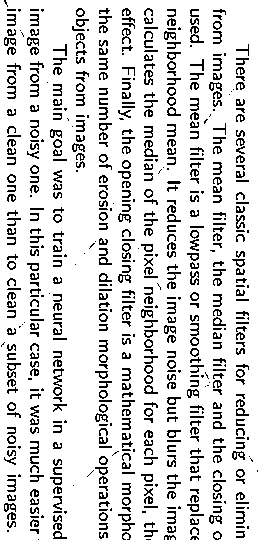 There are several classic spatial filters for reducing or elimin
from images. The mean filter, the median filter and the closing o
used. The mean filter is a lowpass or smoothing filter that replace
neighborhood mean. It reduces the image noise but blurs the imag
calculates the median of the pixel neighborhood for each pixel, th
effect. Finally, the opening closing filter is a mathematical morpho
the same number of erosion and dilation morphological operations
objects from images.
The main goal was to train a neural network in a supervised
image from a noisy one. In this particular case, it was much easier
image from a clean one than to clean a subset of noisy images.